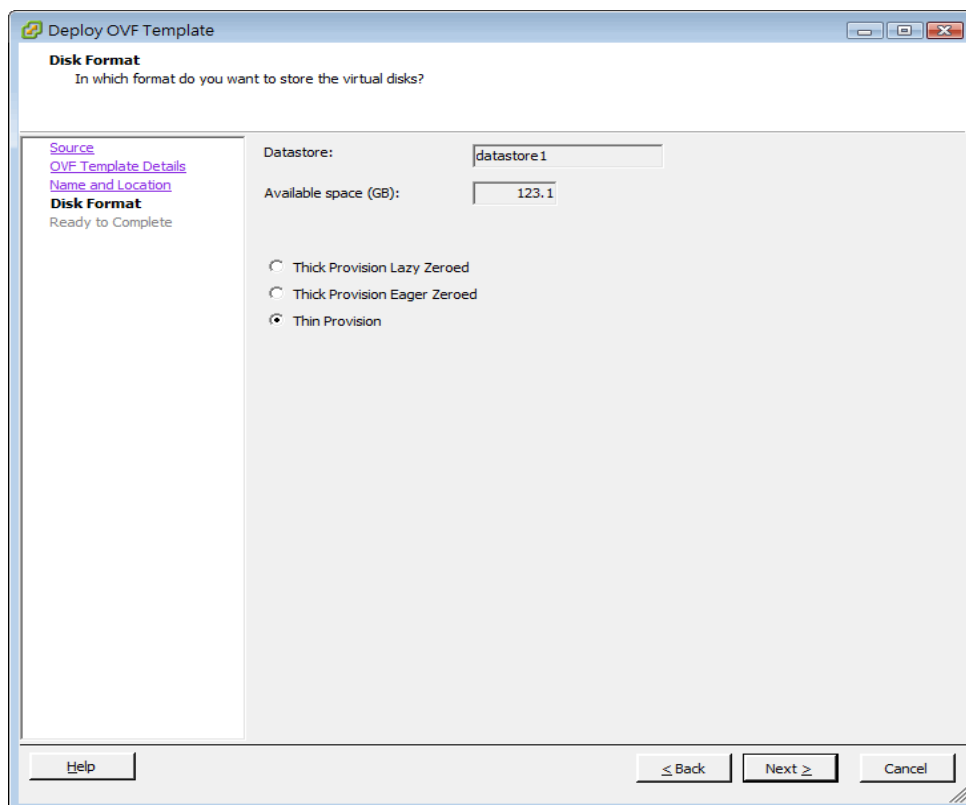 Deploy OVF Template
Disk Format
In which format do you want to store the virtual disks?
Source
OVF Template Details
Name and Location
Disk Format
Ready to Complete
Datastore:
datastore1
Available space (GB):
123.1
Thick Provision Lazy Zeroed
Thick Provision Eager Zeroed
Thin Provision
Help
< Back
Next >
Cancel